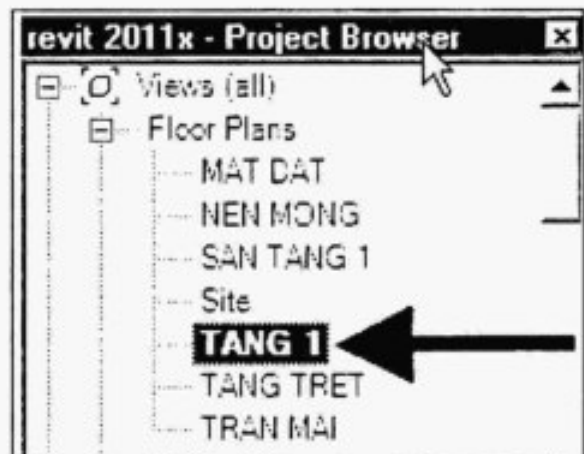 revit 2011x - Project Browser
Views (all)
Floor Plans
MAT DAT
NEN MONG
SAN TANG 1
Site
TANG 1
TANG TRET
TRAN MAI